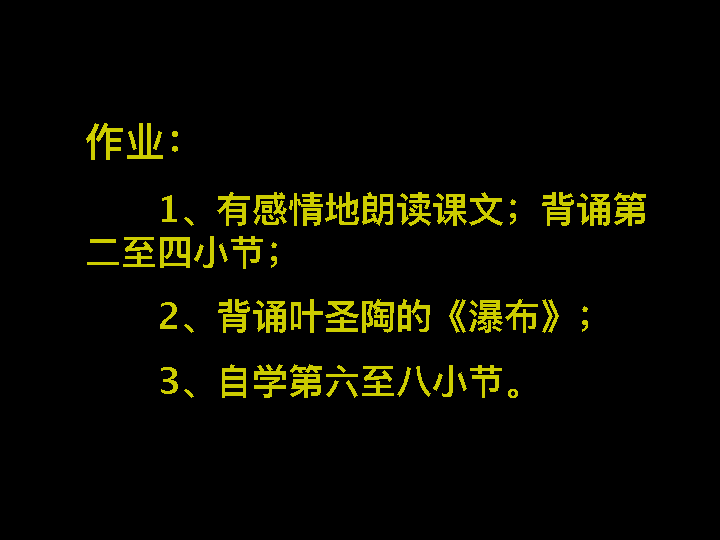 作业：
1、有感情地朗读课文；背诵第
二至四小节；
2、背诵叶圣陶的《瀑布》；
3、自学第六至八小节。